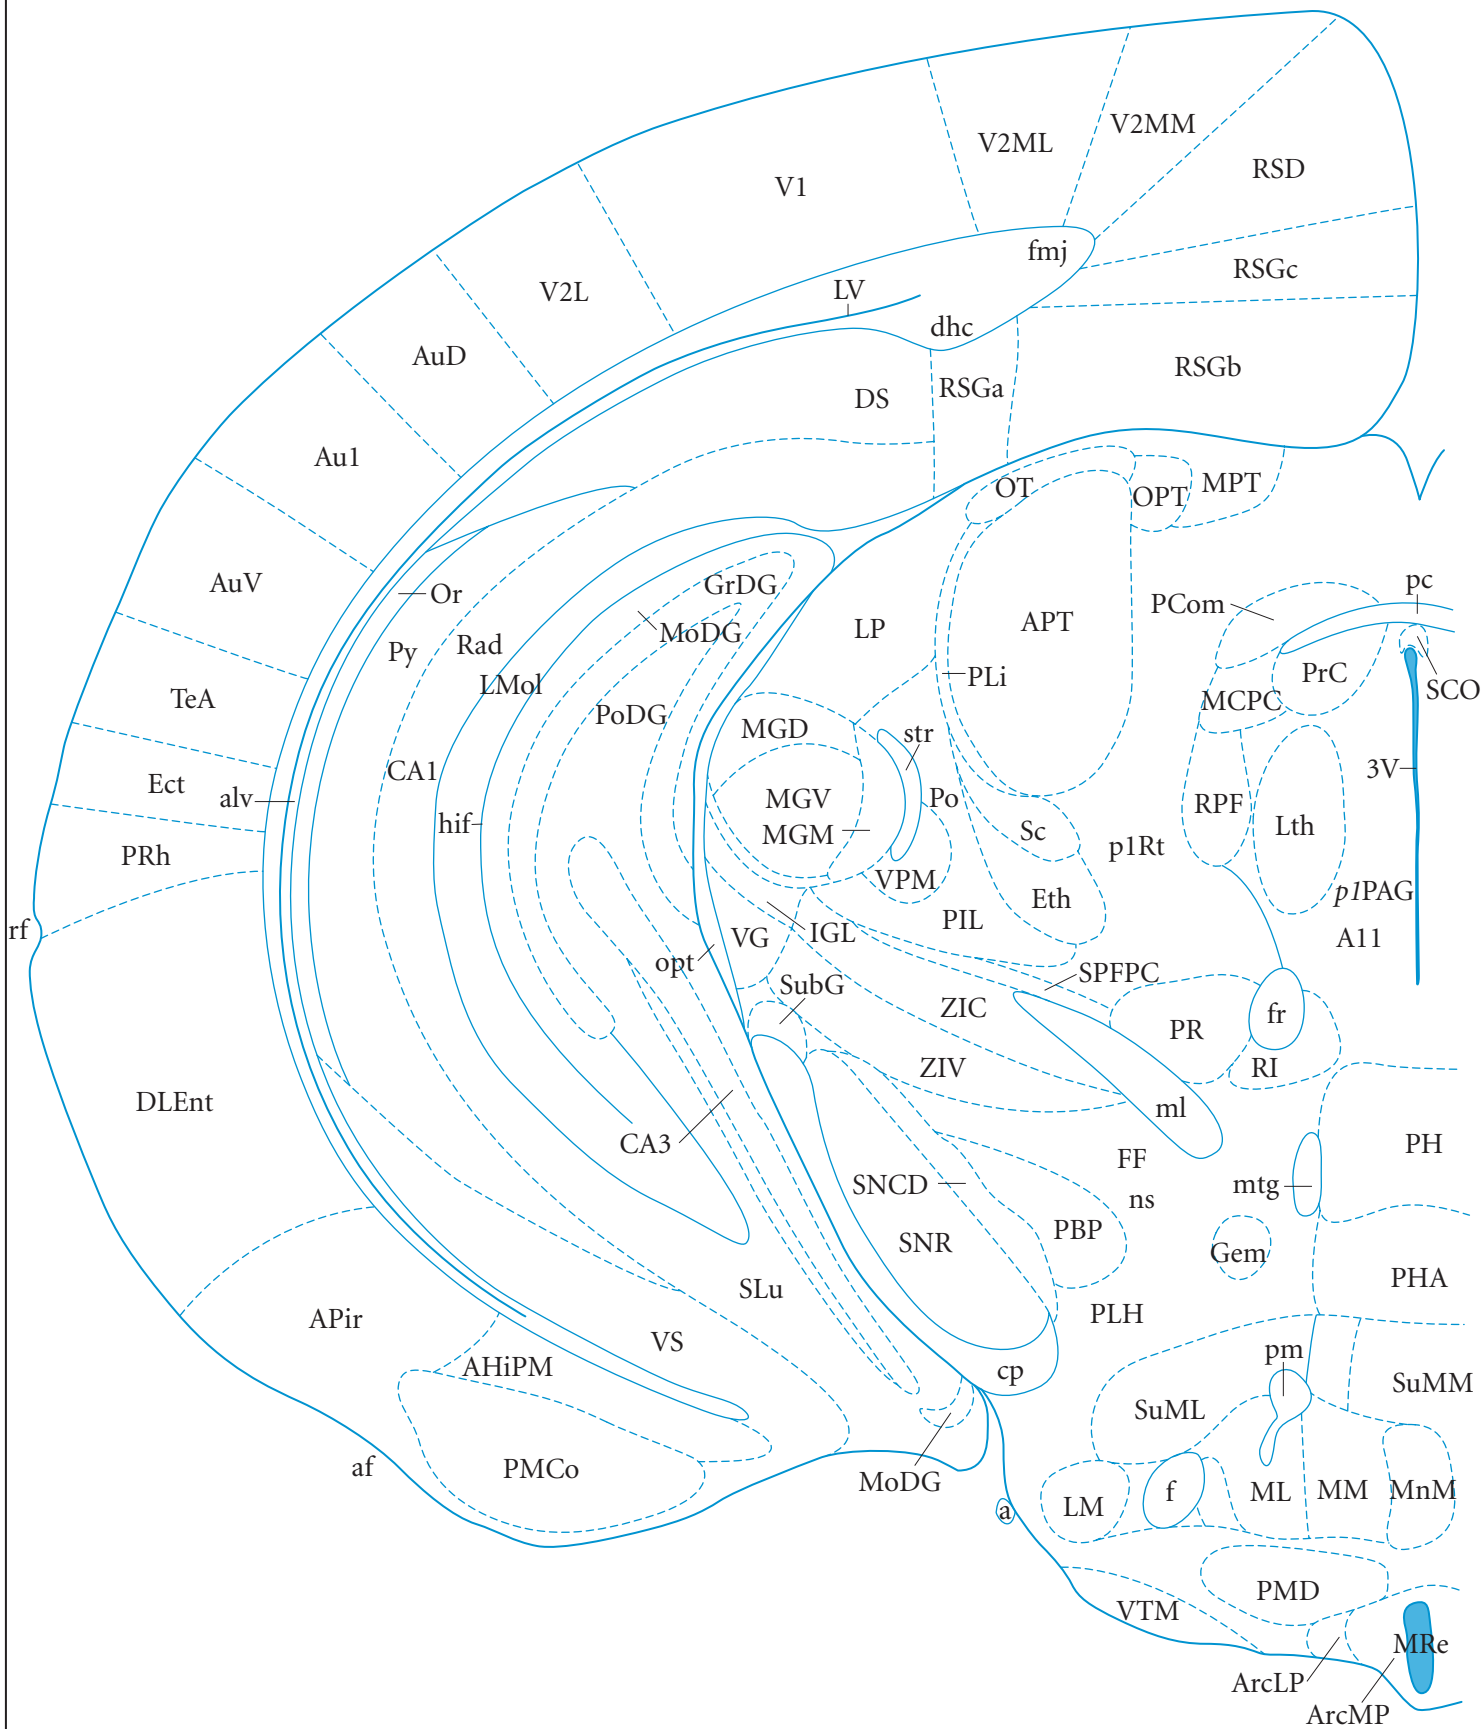 V2MM
V2ML
RSD
V1
fmj
RSGc
LV
V2L
dhc
AuD
RSGb
RSGa
DS
Au1
MPT
OT
OPT
AuV
GrDG
pc
Or
PCom
MoDG
LP
APT
Rad
Py
PrC
PLi
LMol
SCO
TeA
MCPC
PoDG
MGD
str
CA1
3V
Ect
alv
MGV
Po
RPF
hif
MGM
Sc
Lth
PRh
p1Rt
VPM
Eth
p1PAG
rf
IGL
PIL
VG
A11
opt
SPFPC
SubG
ZIC
fr
PR
ZIV
RI
DLEnt
ml
CA3
PH
FF
SNCD
mtg
ns
PBP
SNR
Gem
PHA
SLu
APir
PLH
VS
pm
AHiPM
cp
SuMM
SuML
af
PMCo
MoDG
f
ML
MM
MnM
LM
a
PMD
VTM
MRe
ArcLP
ArcMP